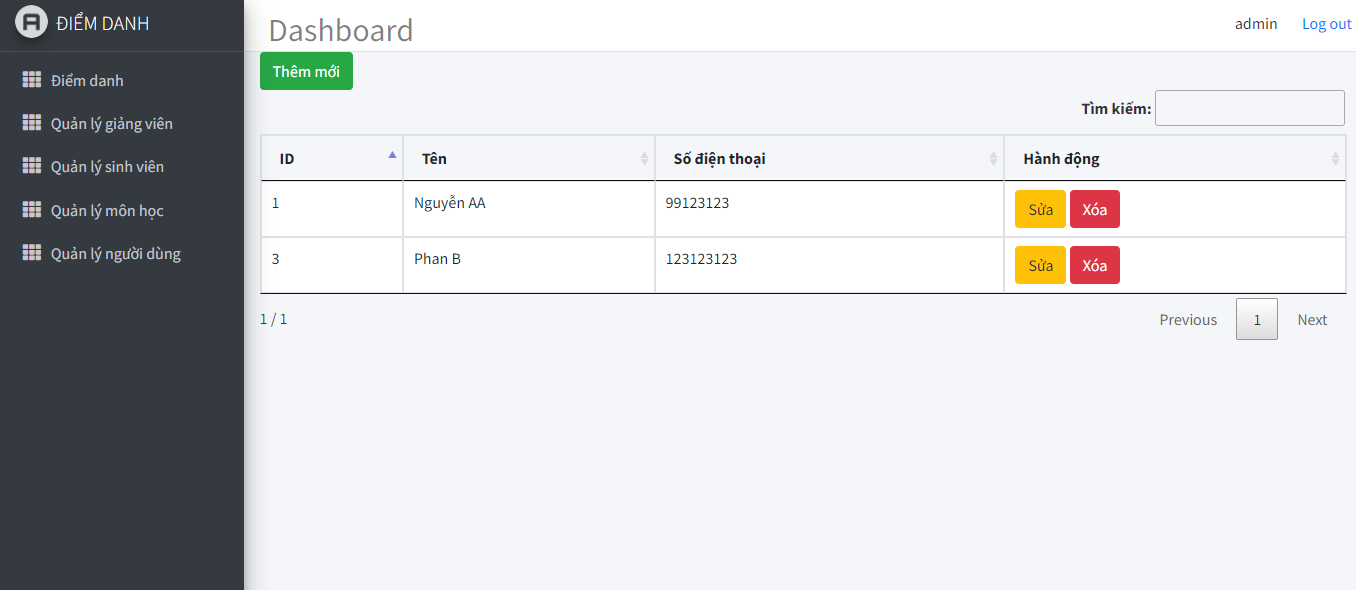 ĐIỂM DANH
Dashboard
admin Log out
Điểm danh
Quản lý giảng viên
Quản lý sinh viên
Quản lý môn học
Quản lý người dùng
Thêm mới
Tìm kiếm:
ID Tên Số điện thoại Hành động
1 Nguyễn AA 99123123 Sửa Xóa
3 Phan B 123123123 Sửa Xóa
1 / 1 Previous 1 Next